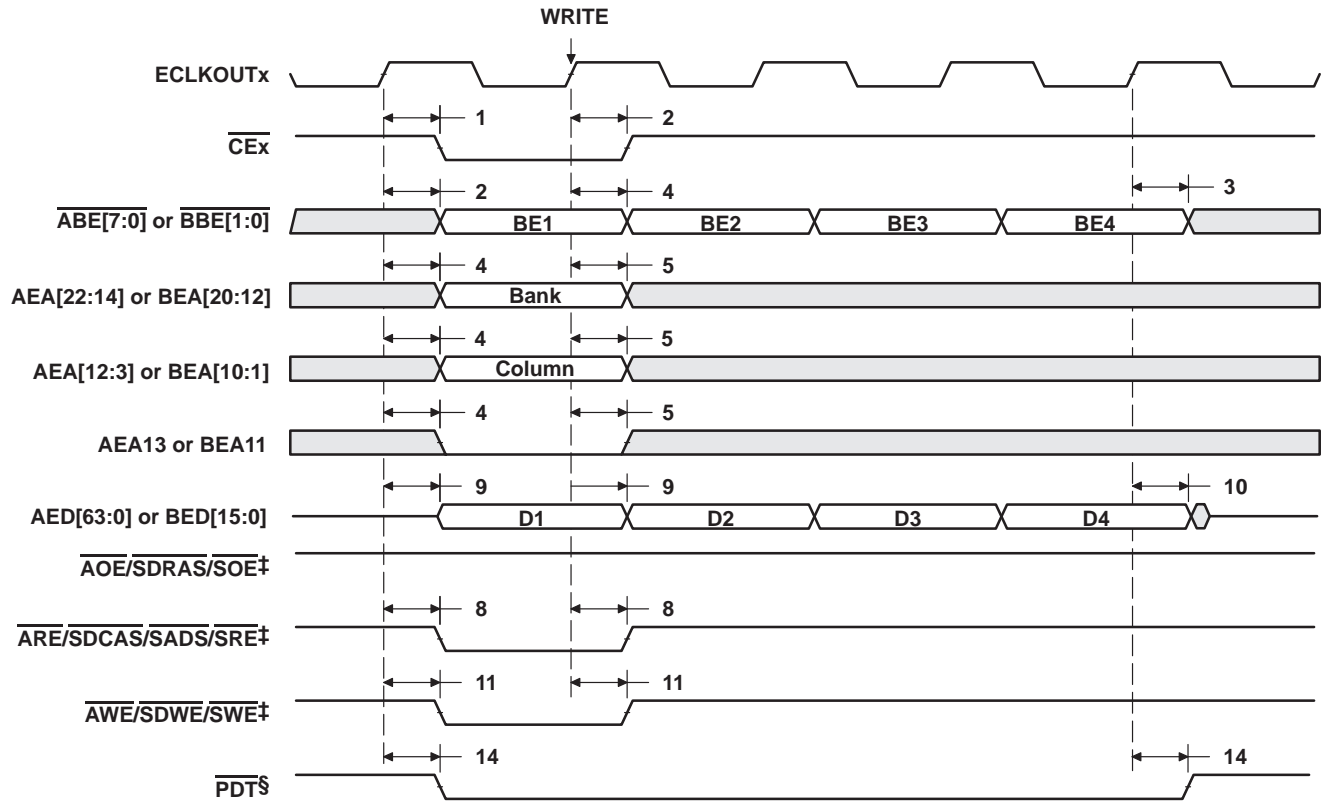 WRITE
ECLKOUTx
1 2
CEx
2 4 3
ABE[7:0] or BBE[1:0] BE1 BE2 BE3 BE4
4 5
AEA[22:14] or BEA[20:12] Bank
4 5
AEA[12:3] or BEA[10:1] Column
4 5
AEA13 or BEA11
9 9 10
AED[63:0] or BED[15:0] D1 D2 D3 D4
AOE/SDRAS/SOE‡
8 8
ARE/SDCAS/SADS/SRE‡
11 11
AWE/SDWE/SWE‡
14 14
PDT§